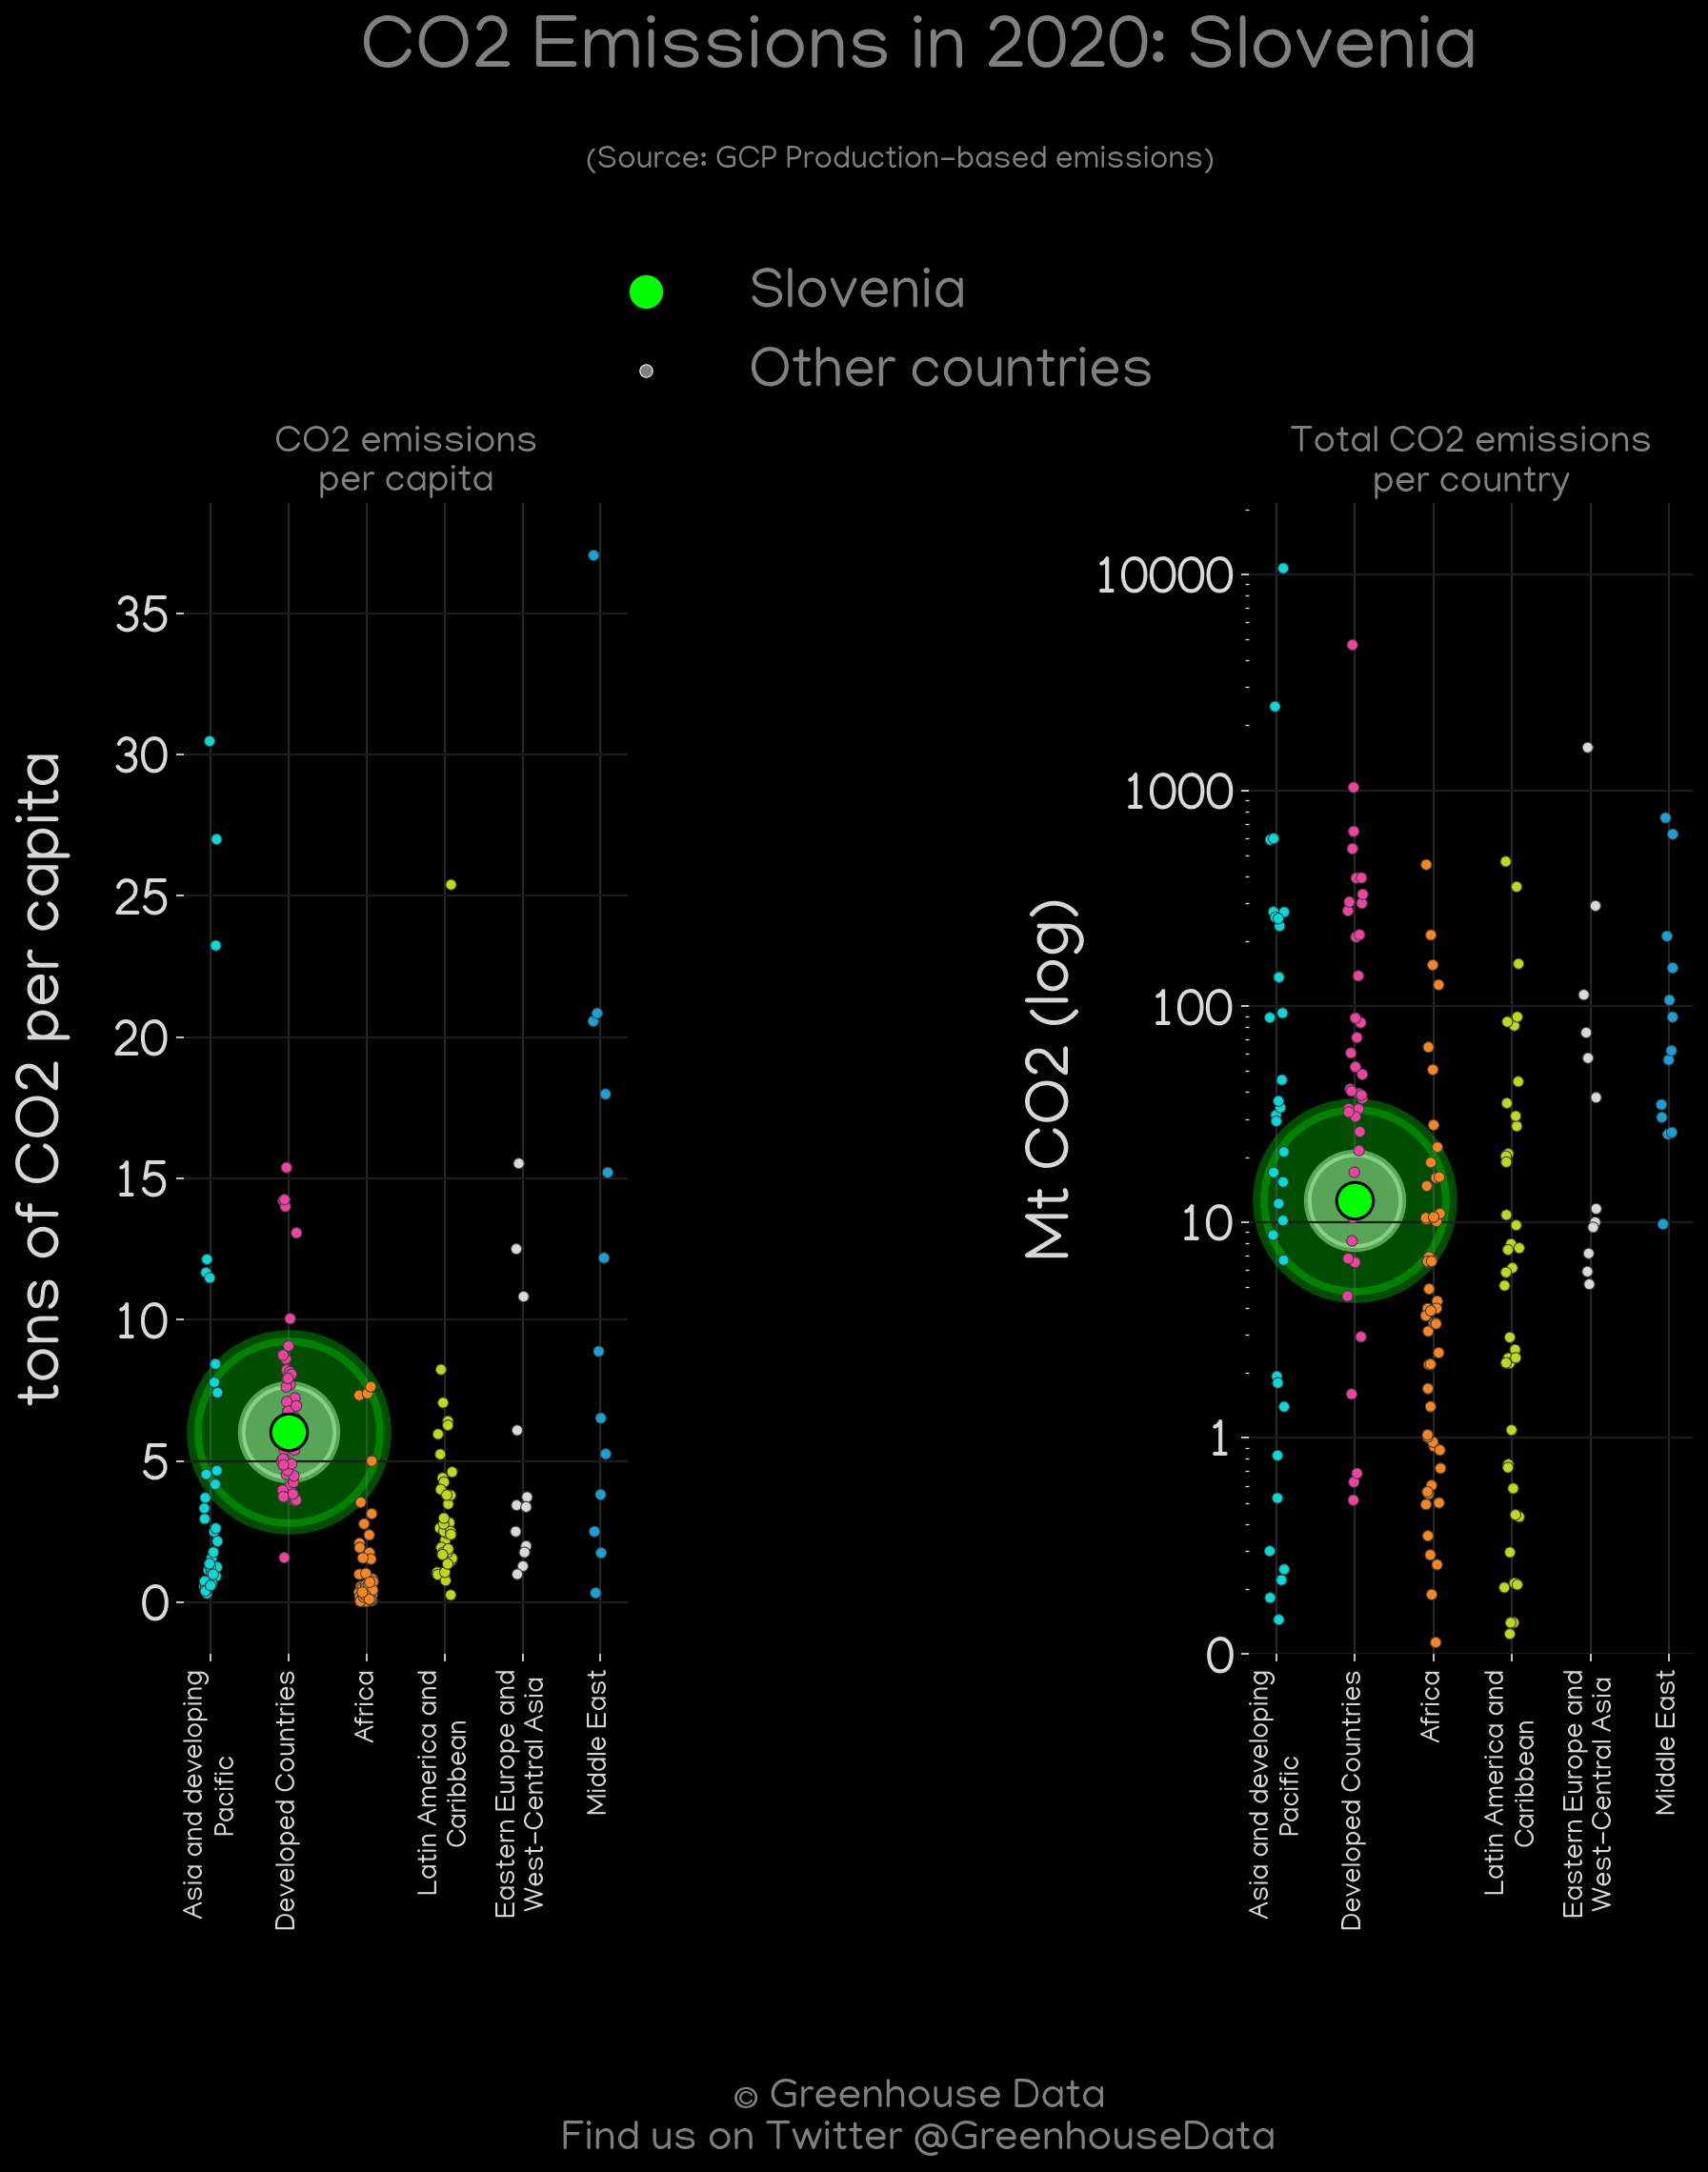 CO2 Emissions in 2020: Slovenia
(Source: GCP Production-based emissions)
Slovenia
Other countries
CO2 emissions
per capita
tons of CO2 per capita
35
30
25
20
15
10
5
0
Asia and developing
Pacific
Developed Countries
Africa
Latin America and
Caribbean
Eastern Europe and
West-Central Asia
Middle East
Total CO2 emissions
per country
Mt CO2 (log)
10000
1000
100
10
1
0
Asia and developing
Pacific
Developed Countries
Africa
Latin America and
Caribbean
Eastern Europe and
West-Central Asia
Middle East
© Greenhouse Data
Find us on Twitter @GreenhouseData